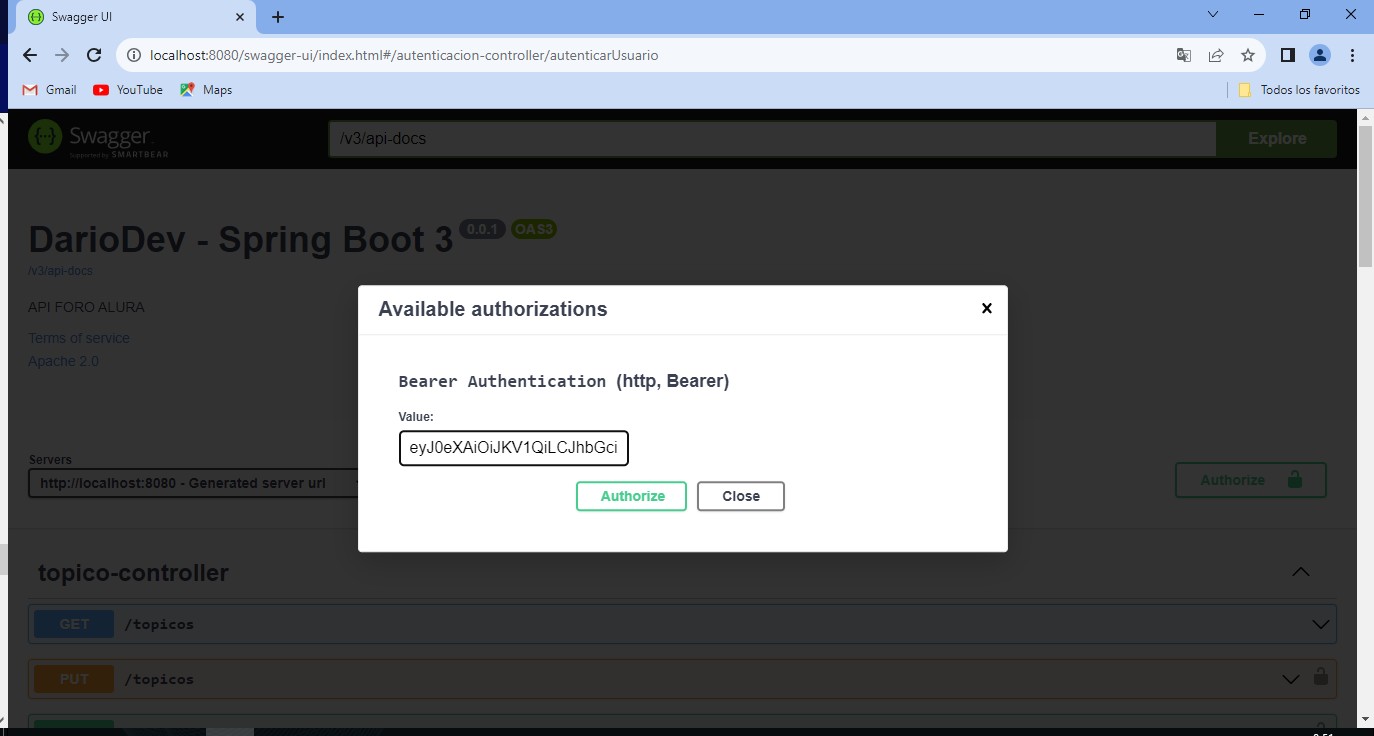 Swagger UI
localhost:8080/swagger-ui/index.html#/autenticacion-controller/autenticarUsuario
Gmail YouTube Maps Todos los favoritos
Swagger /v3/api-docs Explore
Supported by SMARTBEAR
DarioDev - Spring Boot 3 0.0.1 OAS3
/v3/api-docs
API FORO ALURA
Terms of service
Apache 2.0
Available authorizations
Bearer Authentication (http, Bearer)
Value:
eyJ0eXAiOiJKV1QiLCJhbGci
Authorize Close
Servers
http://localhost:8080 - Generated server url
Authorize
topico-controller
GET /topicos
PUT /topicos